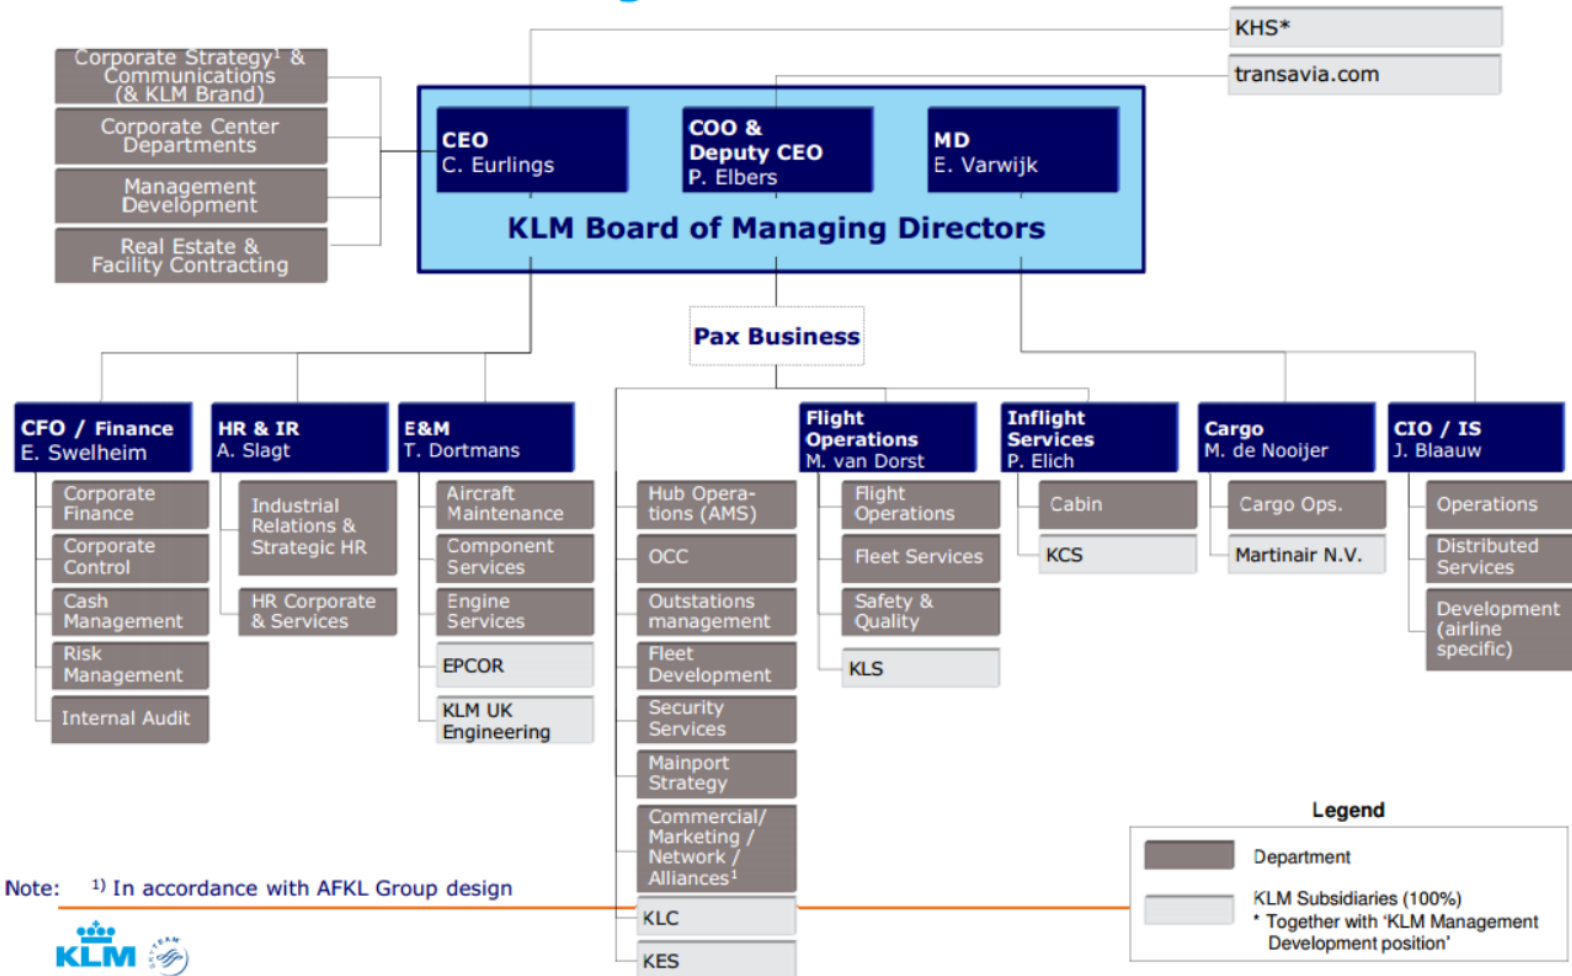 KHS*
transavia.com
Corporate Strategy¹ &
Communications
(& KLM Brand)
Corporate Center
Departments
Management
Development
Real Estate &
Facility Contracting
CEO
C. Eurlings
COO &
Deputy CEO
P. Elbers
MD
E. Varwijk
KLM Board of Managing Directors
Pax Business
CFO / Finance
E. Swelheim
Corporate
Finance
Corporate
Control
Cash
Management
Risk
Management
Internal Audit
HR & IR
A. Slagt
Industrial
Relations &
Strategic HR
HR Corporate
& Services
E&M
T. Dortmans
Aircraft
Maintenance
Component
Services
Engine
Services
EPCOR
KLM UK
Engineering
Hub Opera-
tions (AMS)
OCC
Outstations
management
Fleet
Development
Security
Services
Mainport
Strategy
Commercial/
Marketing /
Network /
Alliances¹
KLC
KES
Flight
Operations
M. van Dorst
Flight
Operations
Fleet Services
Safety &
Quality
KLS
Inflight
Services
P. Elich
Cabin
KCS
Cargo
M. de Nooijer
Cargo Ops.
Martinair N.V.
CIO / IS
J. Blaauw
Operations
Distributed
Services
Development
(airline
specific)
Legend
Department
KLM Subsidiaries (100%)
* Together with ‘KLM Management
Development position’
Note: ¹⁾ In accordance with AFKL Group design
KLM
SKYTEAM